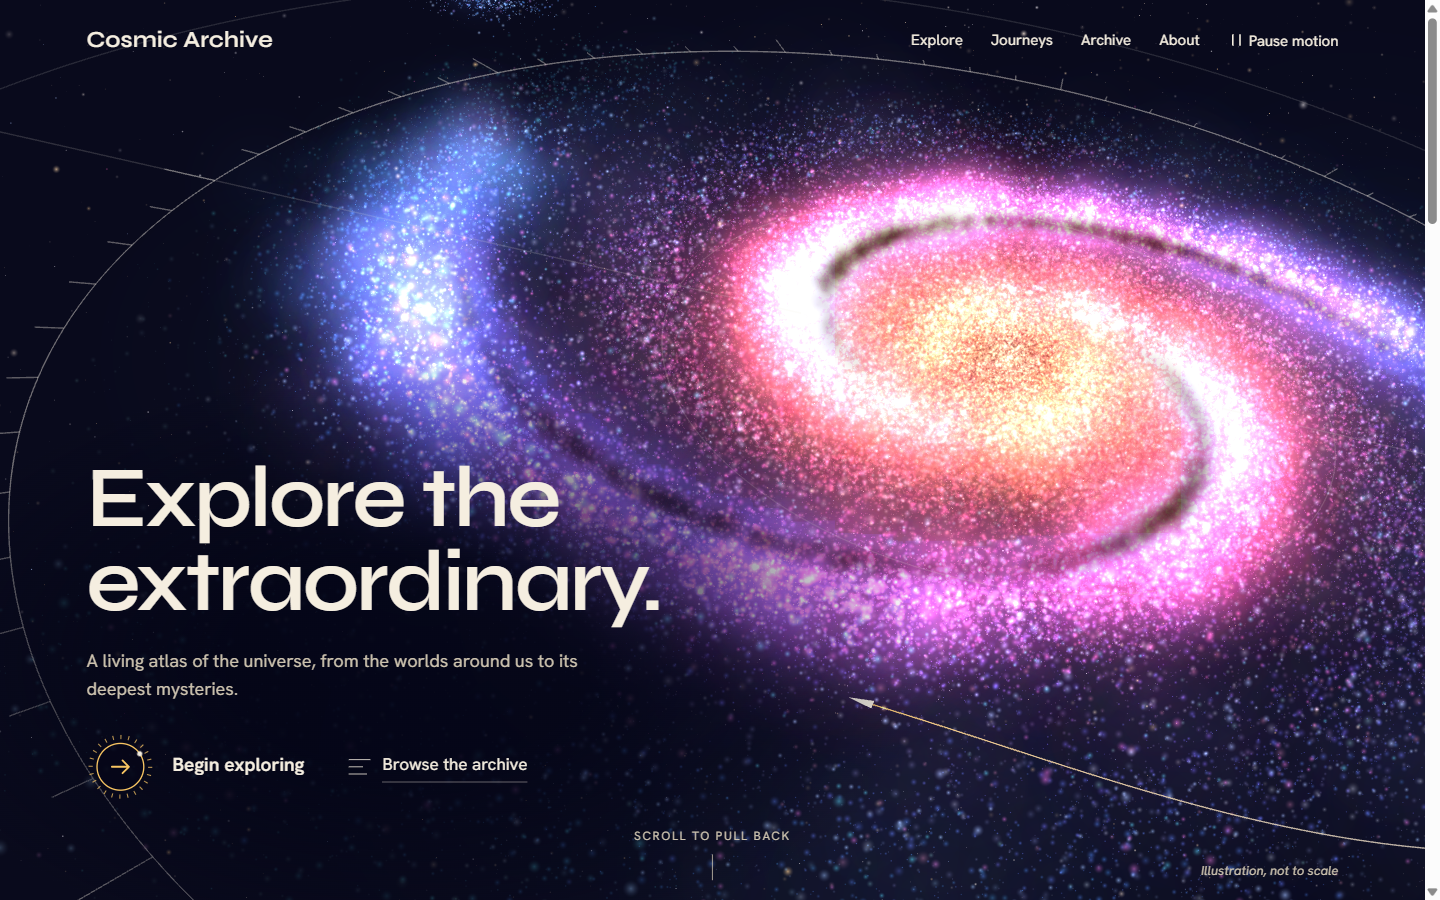 Cosmic Archive
Explore
Journeys
Archive
About
Pause motion
Explore the
extraordinary.
A living atlas of the universe, from the worlds around us to its
deepest mysteries.
Begin exploring
Browse the archive
SCROLL TO PULL BACK
Illustration, not to scale